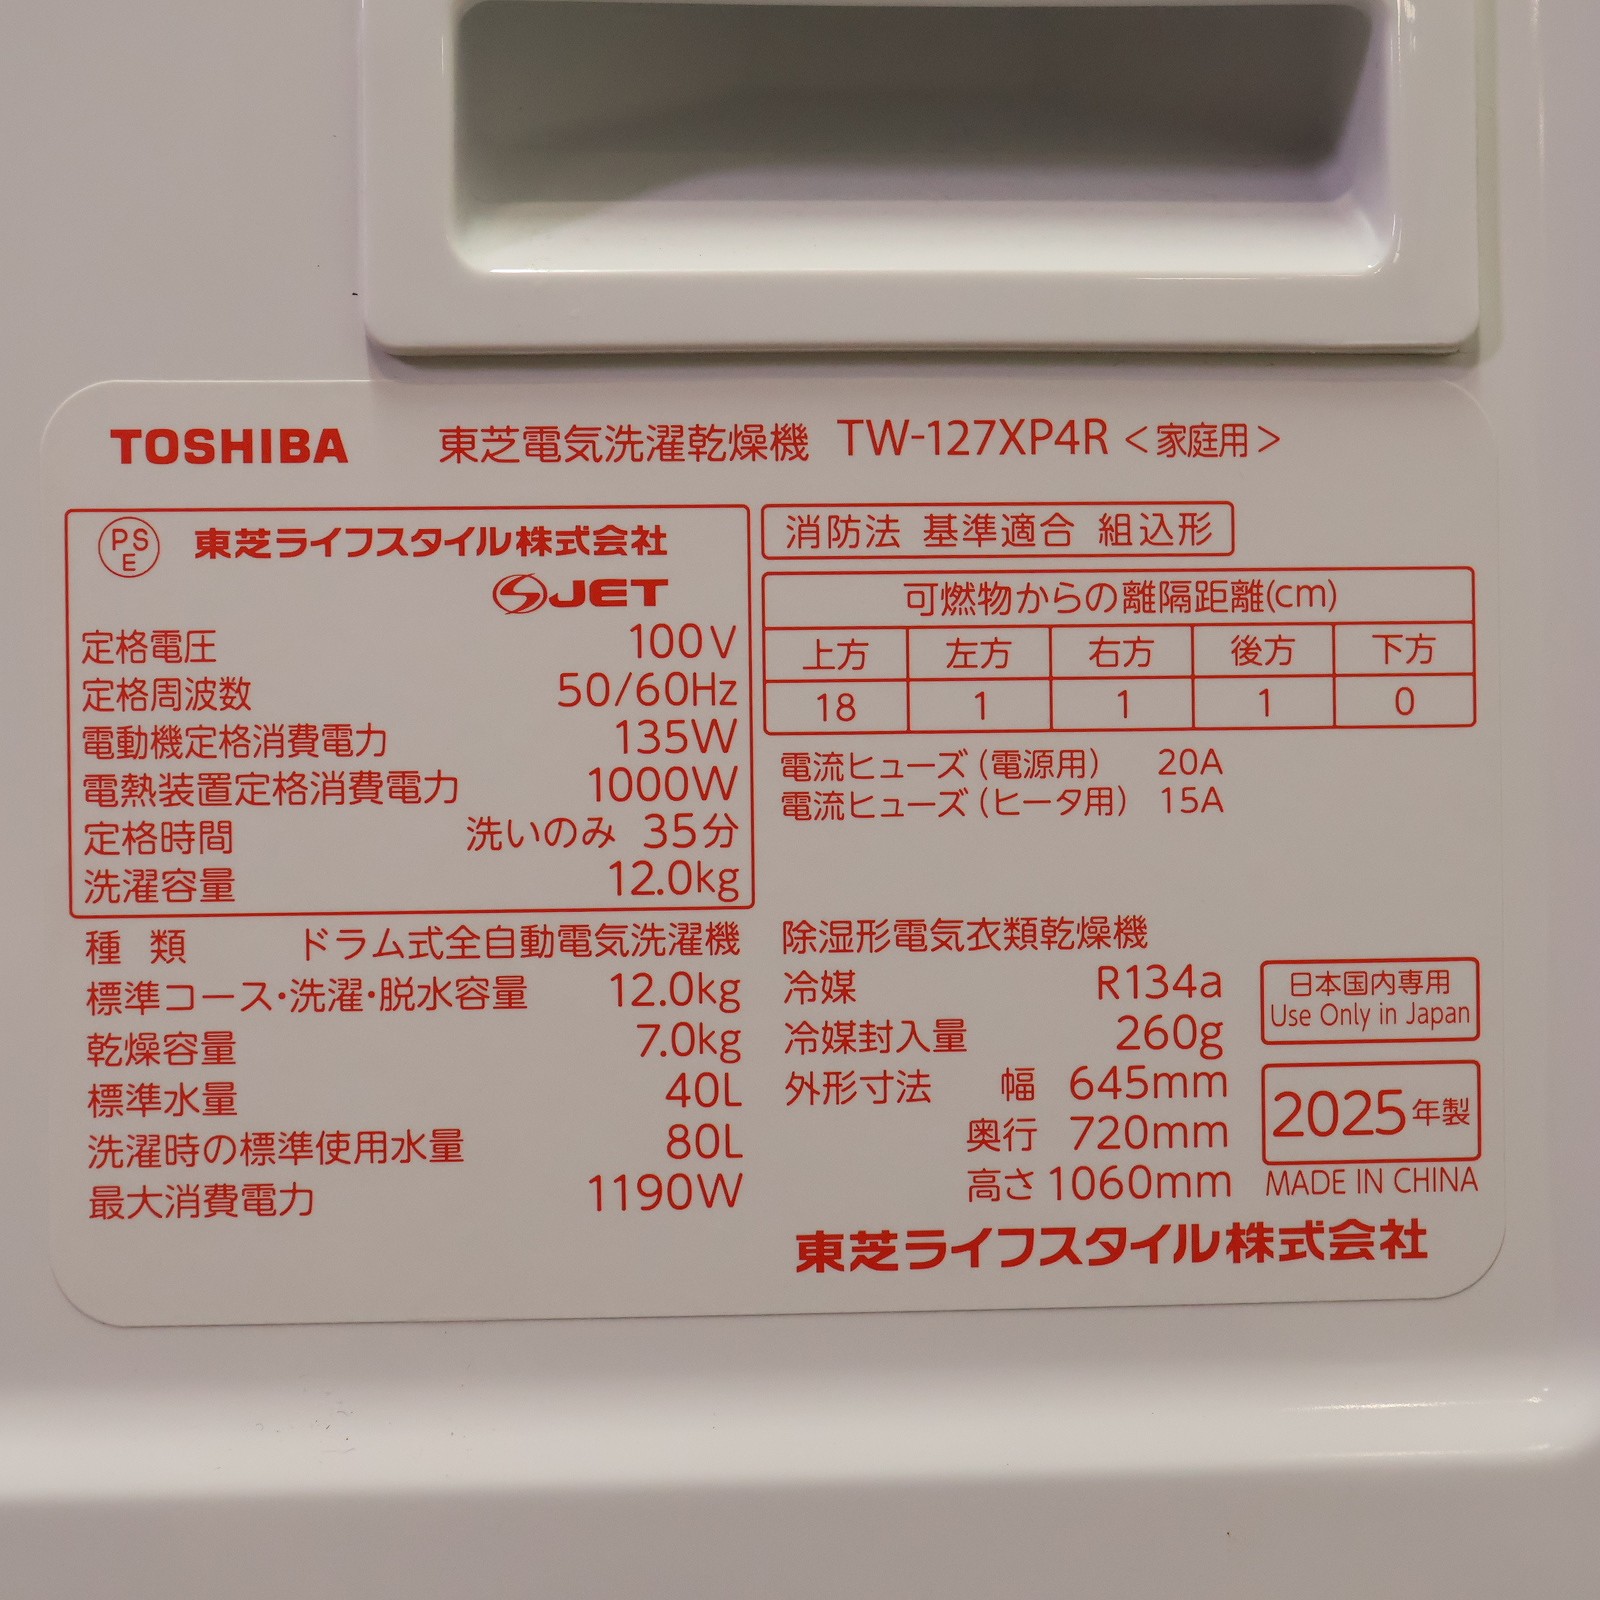 TOSHIBA 東芝電気洗濯乾燥機 TW-127XP4R <家庭用>
PSE 東芝ライフスタイル株式会社
S JET
定格電圧 100V
定格周波数 50/60Hz
電動機定格消費電力 135W
電熱装置定格消費電力 1000W
定格時間 洗いのみ 35分
洗濯容量 12.0kg
種類 ドラム式全自動電気洗濯機
標準コース・洗濯・脱水容量 12.0kg
乾燥容量 7.0kg
標準水量 40L
洗濯時の標準使用水量 80L
最大消費電力 1190W
消防法 基準適合 組込形
可燃物からの離隔距離(cm)
上方 左方 右方 後方 下方
18 1 1 1 0
電流ヒューズ(電源用) 20A
電流ヒューズ(ヒータ用) 15A
除湿形電気衣類乾燥機
冷媒 R134a
冷媒封入量 260g
外形寸法 幅 645mm
奥行 720mm
高さ 1060mm
日本国内専用
Use Only in Japan
2025年製
MADE IN CHINA
東芝ライフスタイル株式会社